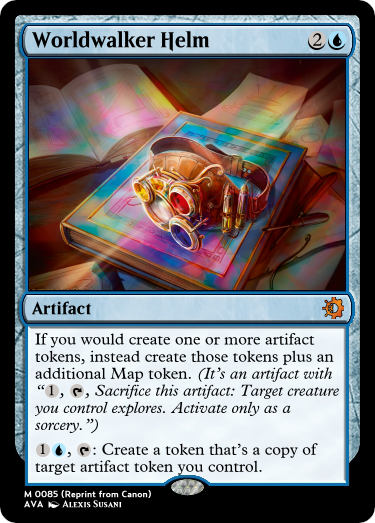 Worldwalker Helm 2
Artifact
If you would create one or more artifact
tokens, instead create those tokens plus an
additional Map token. (It's an artifact with
“1, , Sacrifice this artifact: Target creature
you control explores. Activate only as a
sorcery.”)
1 , : Create a token that's a copy of
target artifact token you control.
M 0085 (Reprint from Canon)
AVA Alexis Susani